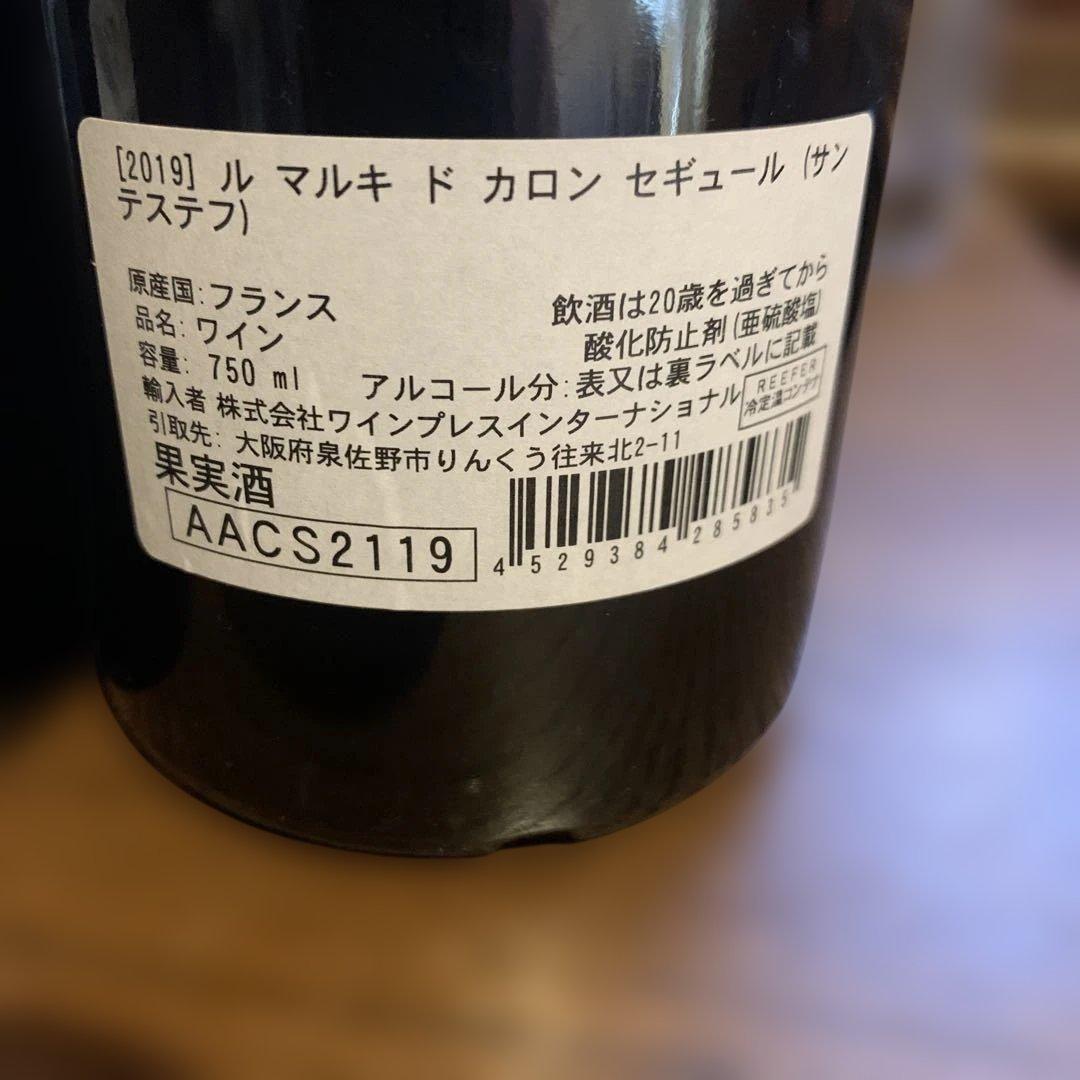 [2019] ル マルキ ド カロン セギュール (サン
テステフ)
原産国:フランス
飲酒は20歳を過ぎてから
品名:ワイン
酸化防止剤(亜硫酸塩)
容量: 750 ml
アルコール分:表又は裏ラベルに記載
輸入者 株式会社ワインプレスインターナショナル
REEFER
冷定温コンテナ
引取先: 大阪府泉佐野市りんくう往来北2-11
果実酒
AACS2119
4 529384 285835